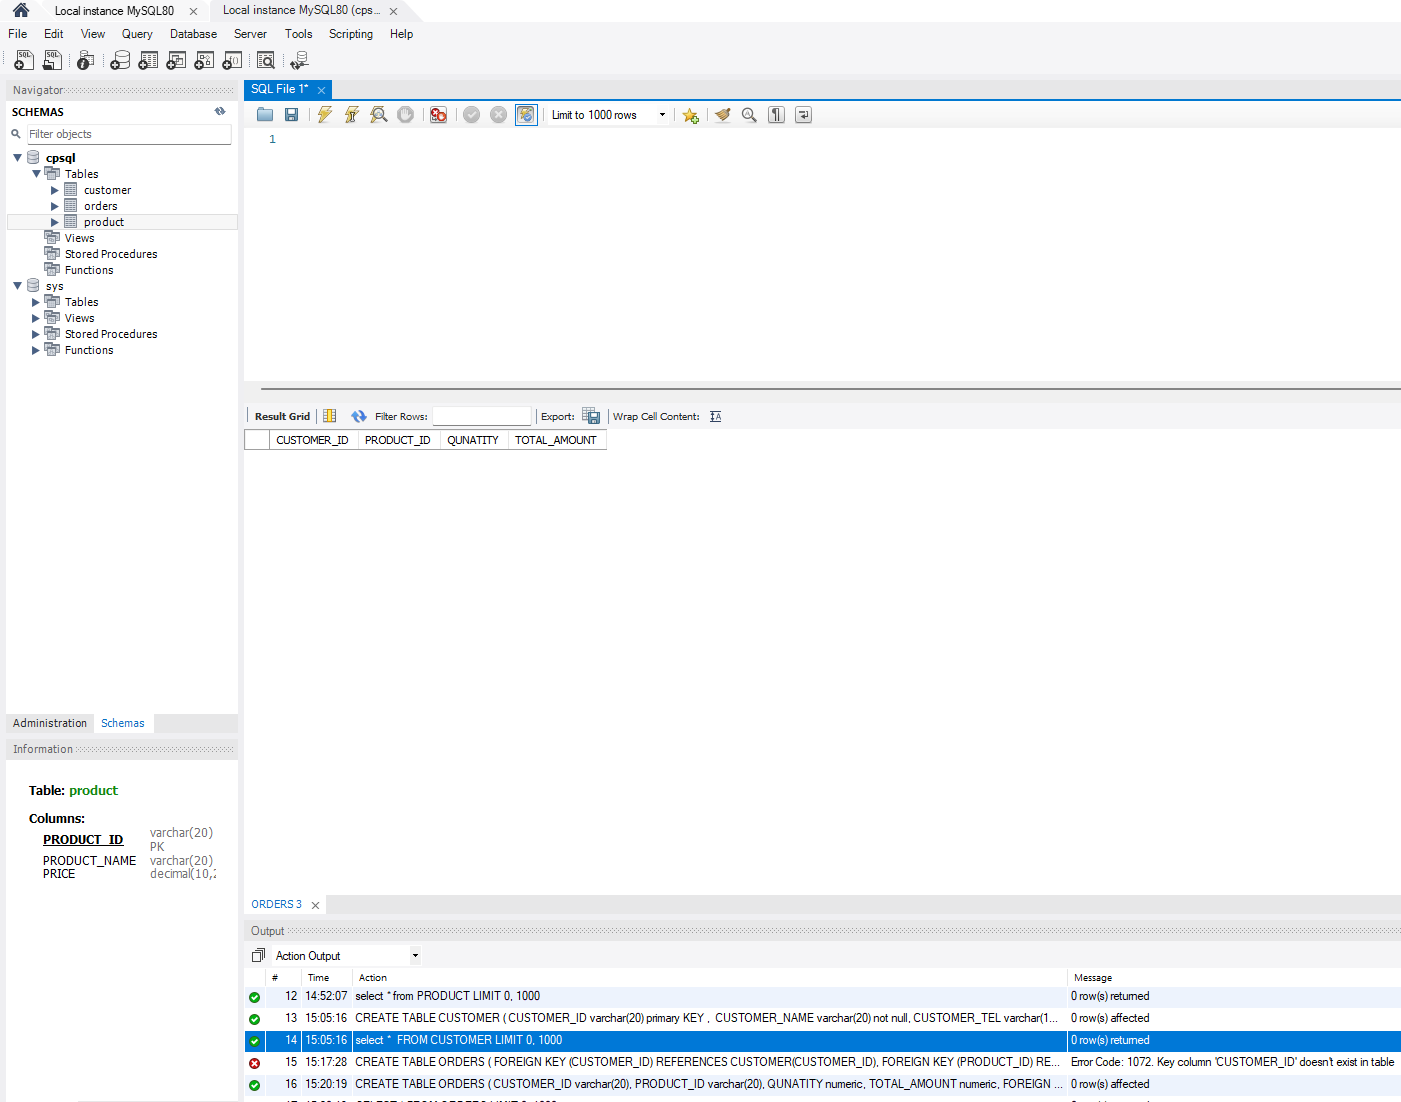 Local instance MySQL80
Local instance MySQL80 (cps...
File Edit View Query Database Server Tools Scripting Help
Navigator
SCHEMAS
Filter objects
cpsql
Tables
customer
orders
product
Views
Stored Procedures
Functions
sys
Tables
Views
Stored Procedures
Functions
Administration Schemas
Information
Table: product
Columns:
PRODUCT_ID varchar(20)
PK
PRODUCT_NAME varchar(20)
PRICE decimal(10,2
SQL File 1*
Limit to 1000 rows
1
Result Grid Filter Rows: Export: Wrap Cell Content:
CUSTOMER_ID PRODUCT_ID QUNATITY TOTAL_AMOUNT
ORDERS 3
Output
Action Output
# Time Action Message
12 14:52:07 select * from PRODUCT LIMIT 0, 1000 0 row(s) returned
13 15:05:16 CREATE TABLE CUSTOMER ( CUSTOMER_ID varchar(20) primary KEY , CUSTOMER_NAME varchar(20) not null, CUSTOMER_TEL varchar(1... 0 row(s) affected
14 15:05:16 select * FROM CUSTOMER LIMIT 0, 1000 0 row(s) returned
15 15:17:28 CREATE TABLE ORDERS ( FOREIGN KEY (CUSTOMER_ID) REFERENCES CUSTOMER(CUSTOMER_ID), FOREIGN KEY (PRODUCT_ID) RE... Error Code: 1072. Key column 'CUSTOMER_ID' doesn't exist in table
16 15:20:19 CREATE TABLE ORDERS ( CUSTOMER_ID varchar(20), PRODUCT_ID varchar(20), QUNATITY numeric, TOTAL_AMOUNT numeric, FOREIGN ... 0 row(s) affected